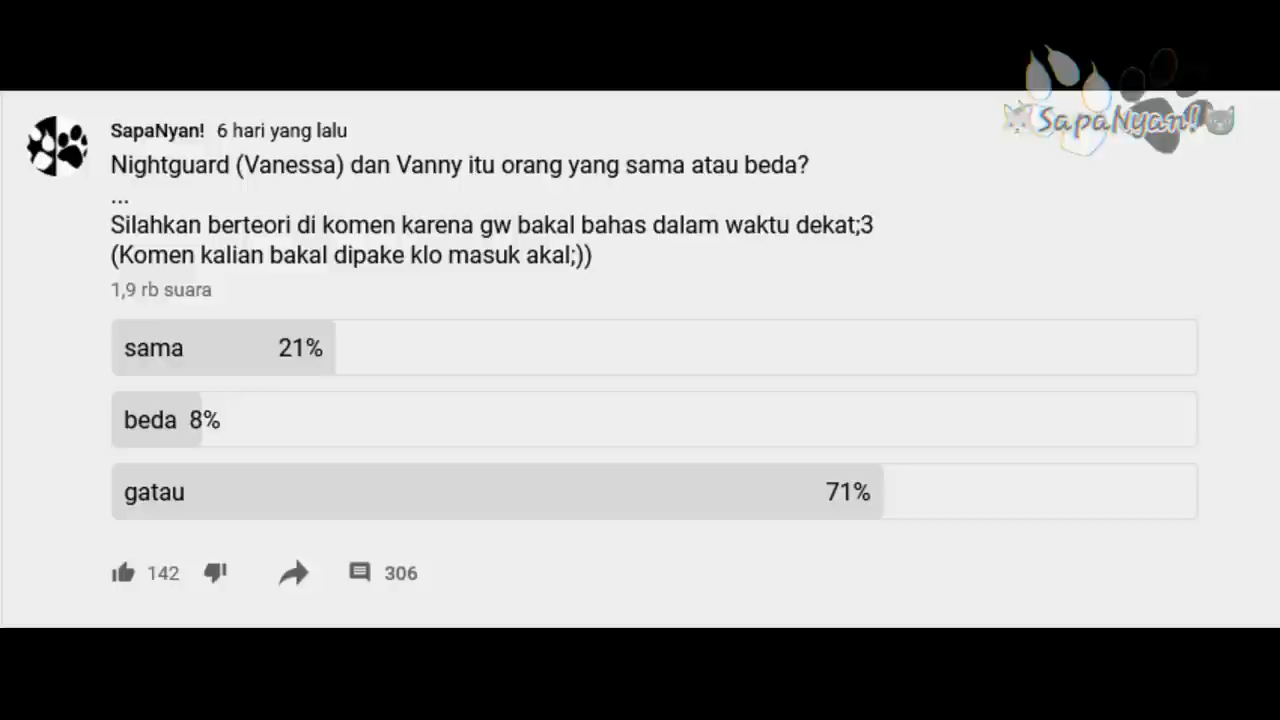 SapaNyan!
SapaNyan! 6 hari yang lalu
Nightguard (Vanessa) dan Vanny itu orang yang sama atau beda?
...
Silahkan berteori di komen karena gw bakal bahas dalam waktu dekat;3
(Komen kalian bakal dipake klo masuk akal;))
1,9 rb suara
sama 21%
beda 8%
gatau 71%
142 306